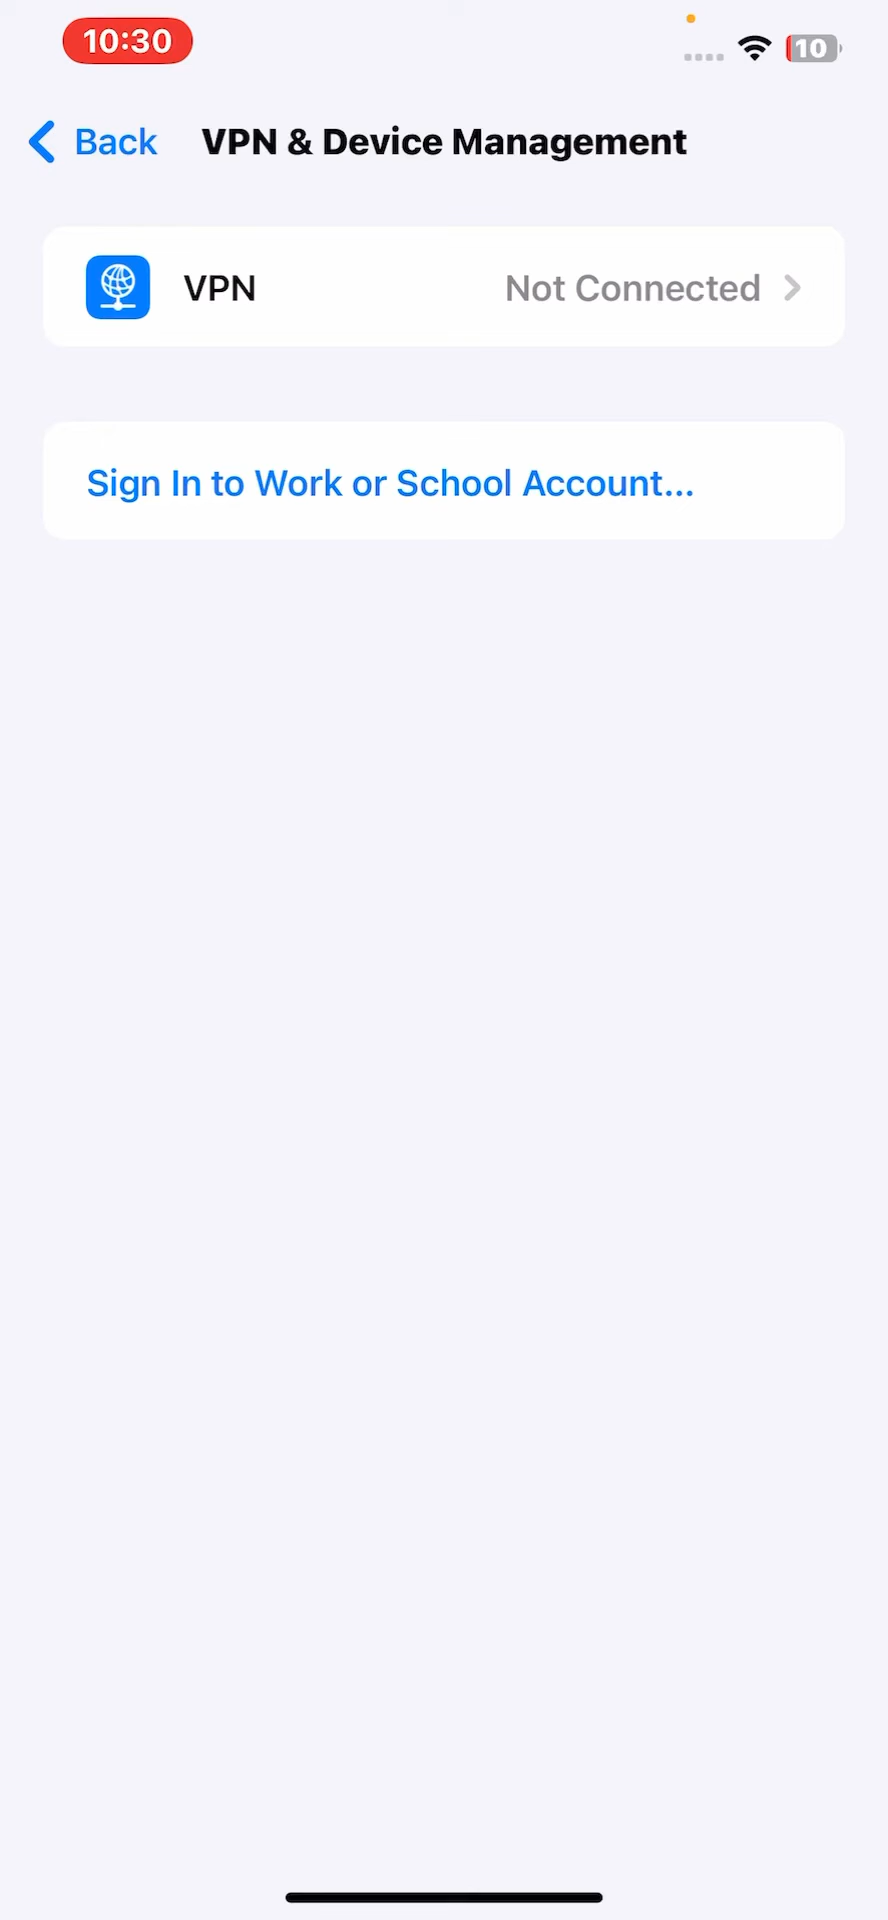 10:30
10
Back
VPN & Device Management
VPN
Not Connected
Sign In to Work or School Account...